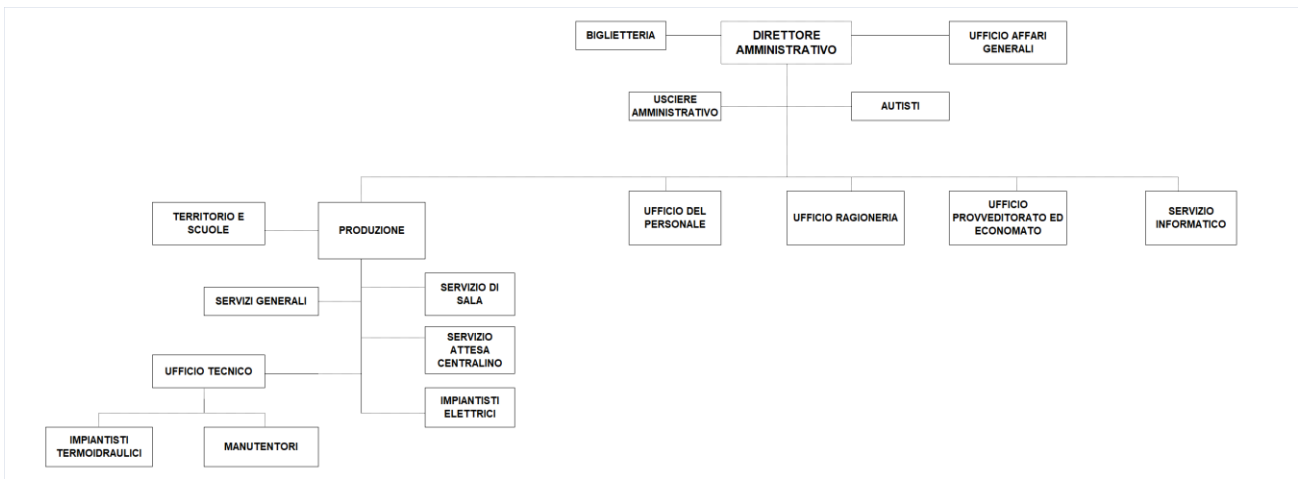 BIGLIETTERIA
DIRETTORE
AMMINISTRATIVO
UFFICIO AFFARI
GENERALI
USCIERE
AMMINISTRATIVO
AUTISTI
TERRITORIO E
SCUOLE
PRODUZIONE
UFFICIO DEL
PERSONALE
UFFICIO RAGIONERIA
UFFICIO
PROVVEDITORATO ED
ECONOMATO
SERVIZIO
INFORMATICO
SERVIZI GENERALI
SERVIZIO DI
SALA
SERVIZIO
ATTESA
CENTRALINO
UFFICIO TECNICO
IMPIANTISTI
ELETTRICI
IMPIANTISTI
TERMOIDRAULICI
MANUTENTORI